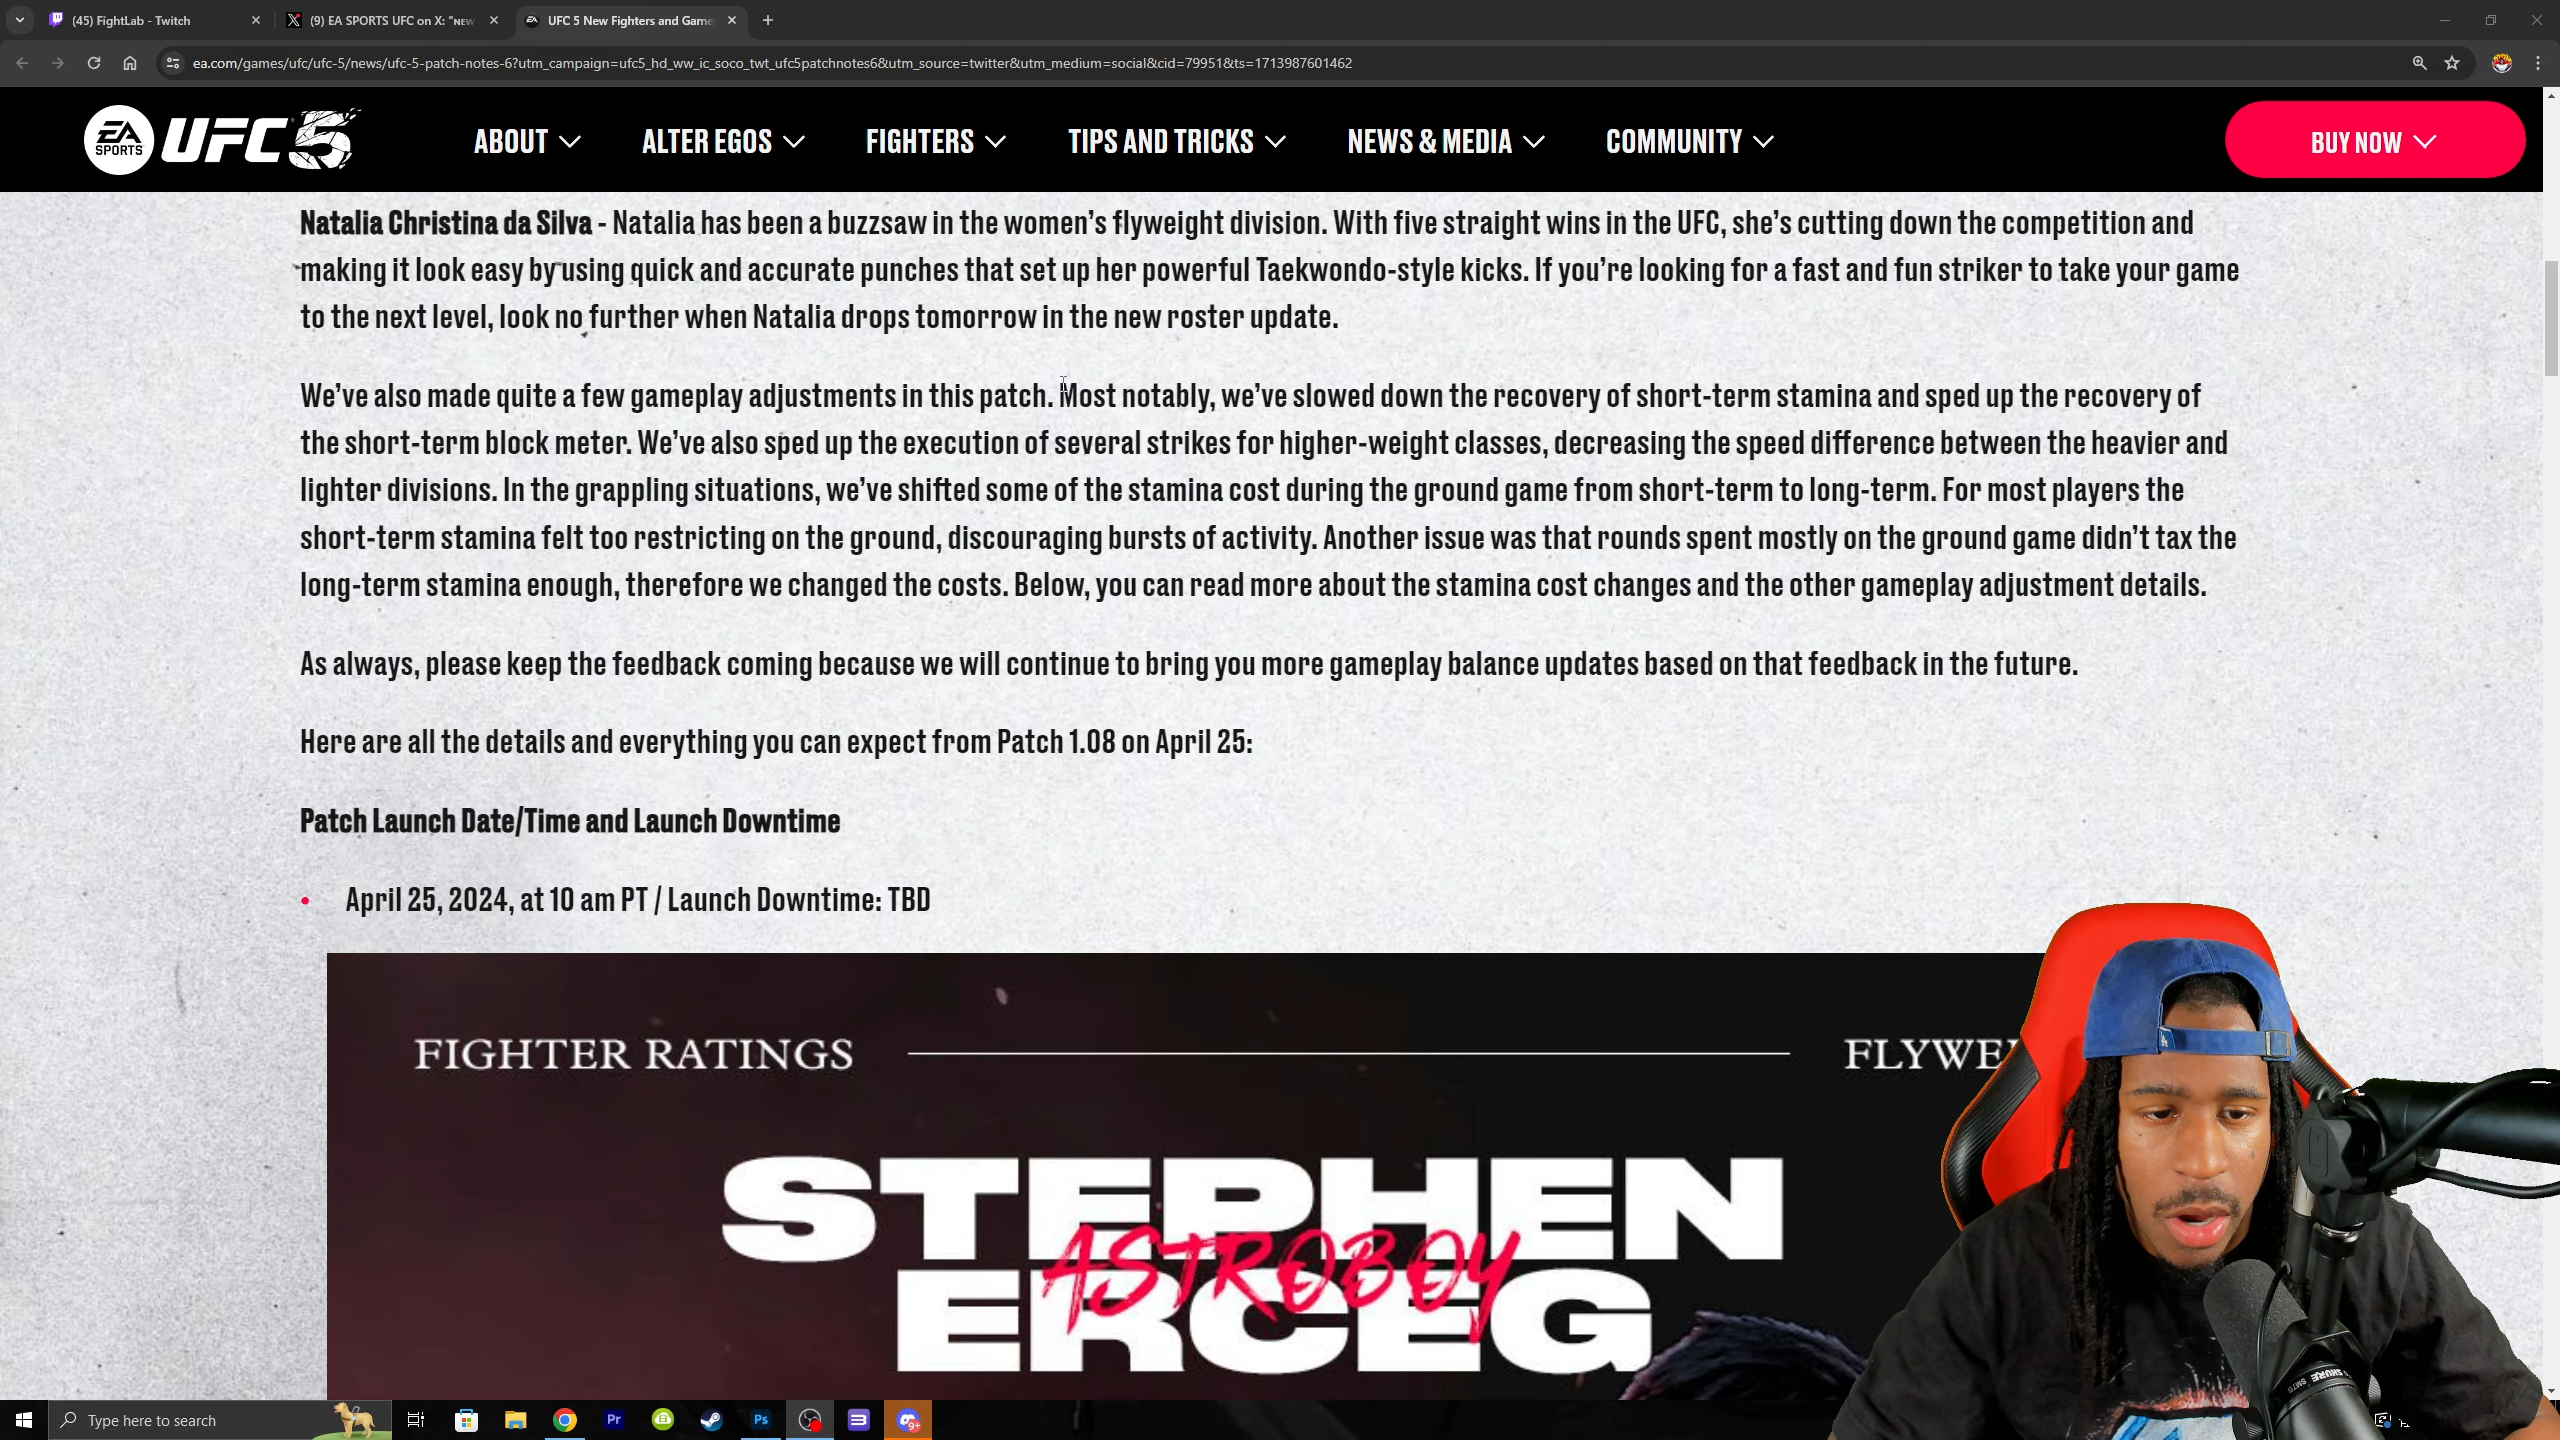 (45) FightLab - Twitch
(9) EA SPORTS UFC on X: "NEW
UFC 5 New Fighters and Game
ea.com/games/ufc/ufc-5/news/ufc-5-patch-notes-6?utm_campaign=ufc5_hd_ww_ic_soco_twt_ufc5patchnotes6&utm_source=twitter&utm_medium=social&cid=79951&ts=1713987601462
EA SPORTS UFC 5
ABOUT
ALTER EGOS
FIGHTERS
TIPS AND TRICKS
NEWS & MEDIA
COMMUNITY
BUY NOW
Natalia Christina da Silva - Natalia has been a buzzsaw in the women’s flyweight division. With five straight wins in the UFC, she’s cutting down the competition and
making it look easy by using quick and accurate punches that set up her powerful Taekwondo-style kicks. If you’re looking for a fast and fun striker to take your game
to the next level, look no further when Natalia drops tomorrow in the new roster update.
We’ve also made quite a few gameplay adjustments in this patch. Most notably, we’ve slowed down the recovery of short-term stamina and sped up the recovery of
the short-term block meter. We’ve also sped up the execution of several strikes for higher-weight classes, decreasing the speed difference between the heavier and
lighter divisions. In the grappling situations, we’ve shifted some of the stamina cost during the ground game from short-term to long-term. For most players the
short-term stamina felt too restricting on the ground, discouraging bursts of activity. Another issue was that rounds spent mostly on the ground game didn’t tax the
long-term stamina enough, therefore we changed the costs. Below, you can read more about the stamina cost changes and the other gameplay adjustment details.
As always, please keep the feedback coming because we will continue to bring you more gameplay balance updates based on that feedback in the future.
Here are all the details and everything you can expect from Patch 1.08 on April 25:
Patch Launch Date/Time and Launch Downtime
• April 25, 2024, at 10 am PT / Launch Downtime: TBD
FIGHTER RATINGS
FLYWE
STEPHEN
ASTROBOY
ERCEG
SHURE SM7B
Type here to search
Pr
Ps
9+